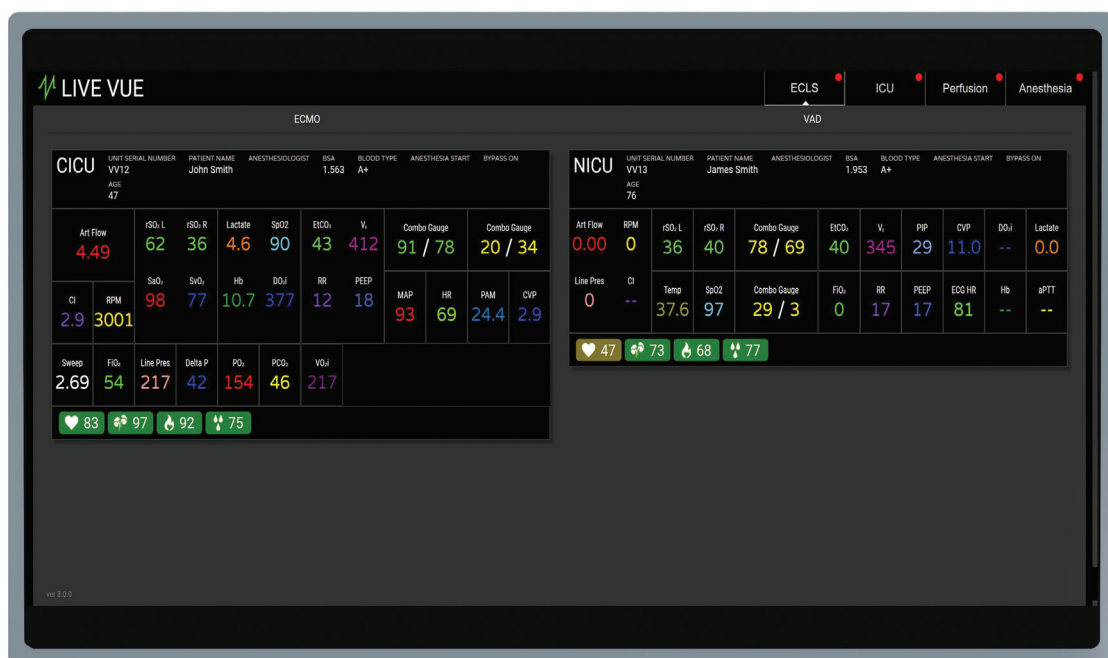 LIVE VUE
ECLS
ICU
Perfusion
Anesthesia
ECMO
VAD
CICU
UNIT SERIAL NUMBER PATIENT NAME ANESTHESIOLOGIST BSA BLOOD TYPE ANESTHESIA START BYPASS ON
VV12 John Smith 1.563 A+
AGE
47
Art Flow
4.49
rSO₂ L rSO₂ R Lactate SpO2 EtCO₂ Vₜ
62 36 4.6 90 43 412
Combo Gauge Combo Gauge
91 / 78 20 / 34
SaO₂ SvO₂ Hb DO₂i RR PEEP
98 77 10.7 377 12 18
CI RPM
2.9 3001
MAP HR PAM CVP
93 69 24.4 2.9
Sweep FiO₂ Line Pres Delta P PO₂ PCO₂ VO₂i
2.69 54 217 42 154 46 217
83 97 92 75
NICU
UNIT SERIAL NUMBER PATIENT NAME ANESTHESIOLOGIST BSA BLOOD TYPE ANESTHESIA START BYPASS ON
VV13 James Smith 1.953 A+
AGE
76
Art Flow RPM rSO₂ L rSO₂ R Combo Gauge EtCO₂ Vₜ PIP CVP DO₂i Lactate
0.00 0 36 40 78 / 69 40 345 29 11.0 -- 0.0
Line Pres CI Temp SpO2 Combo Gauge FiO₂ RR PEEP ECG HR Hb aPTT
0 -- 37.6 97 29 / 3 0 17 17 81 -- --
47 73 68 77
ver 3.0.0